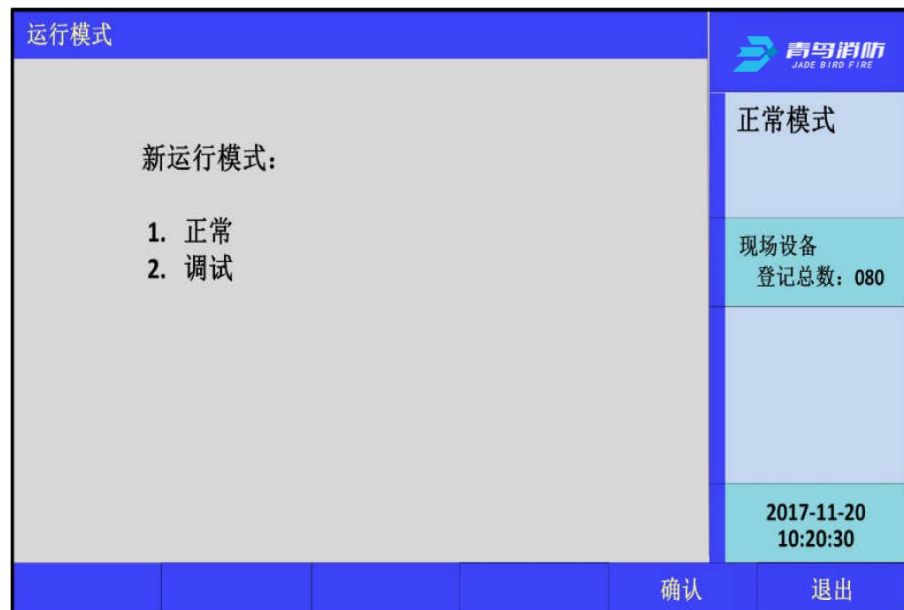 运行模式
青鸟消防
JADE BIRD FIRE
正常模式
新运行模式：
1. 正常
2. 调试
现场设备
登记总数：080
2017-11-20
10:20:30
确认
退出